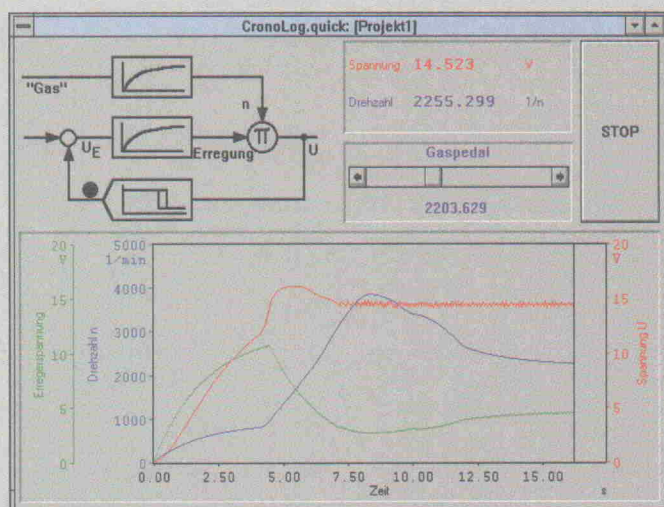 CronoLog.quick: [Projekt1]
"Gas"
n
U_E
Erregung
π
U
Spannung 14.523 V
Drehzahl 2255.299 1/n
Gaspedal
2203.629
STOP
20
V
15
10
5
0
Erregerspannung
5000
1/min
4000
3000
2000
1000
0
Drehzahl n
20
V
15
10
5
0
Spannung U
0.00 2.50 5.00 7.50 10.00 12.50 15.00
Zeit s